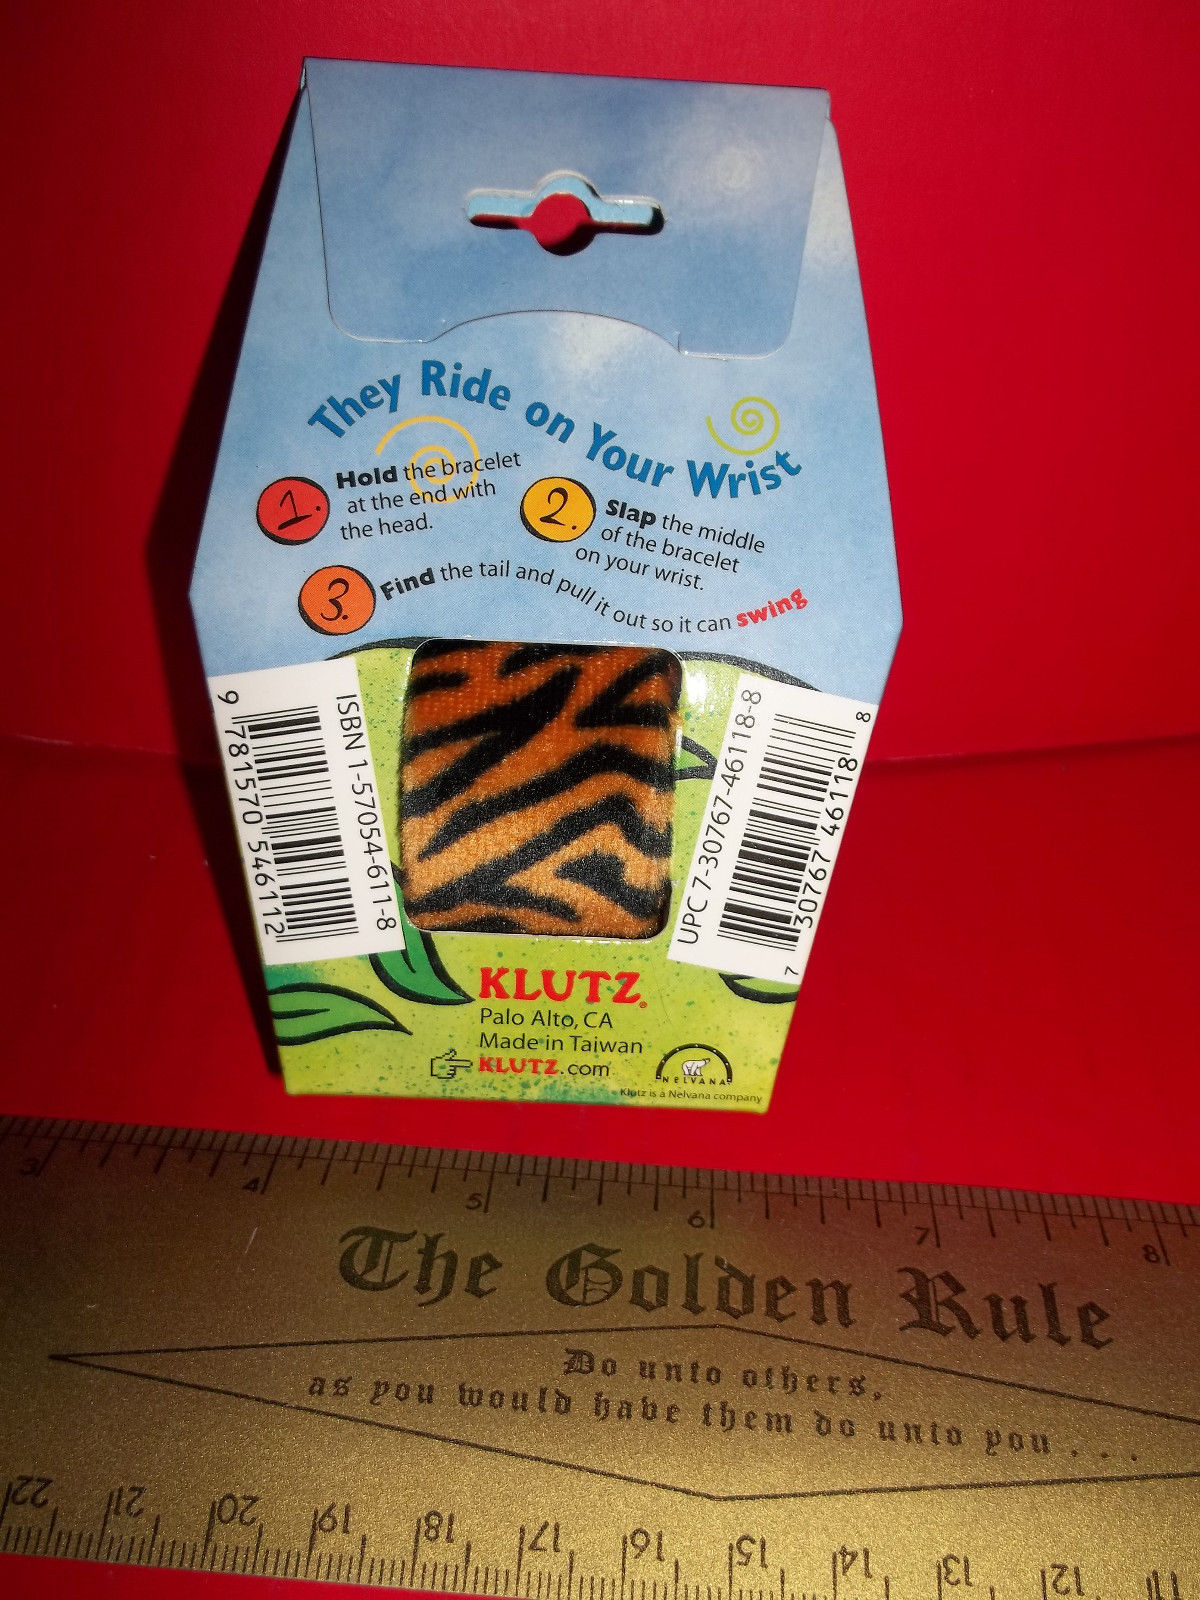 They Ride on Your Wrist
1.
Hold the bracelet
at the end with
the head.
2.
Slap the middle
of the bracelet
on your wrist.
3.
Find the tail and pull it out so it can swing
ISBN 1-57054-611-8
9 781570 546112
UPC 7-30767-46118-8
7 30767 46118 8
KLUTZ®
Palo Alto, CA
Made in Taiwan
KLUTZ.com
NELVANA
Klutz is a Nelvana company
3 4 5 6 7 8
The Golden Rule
Do unto others,
as you would have them do unto you . . .
22 21 20 19 18 17 16 15 14 13 12 11